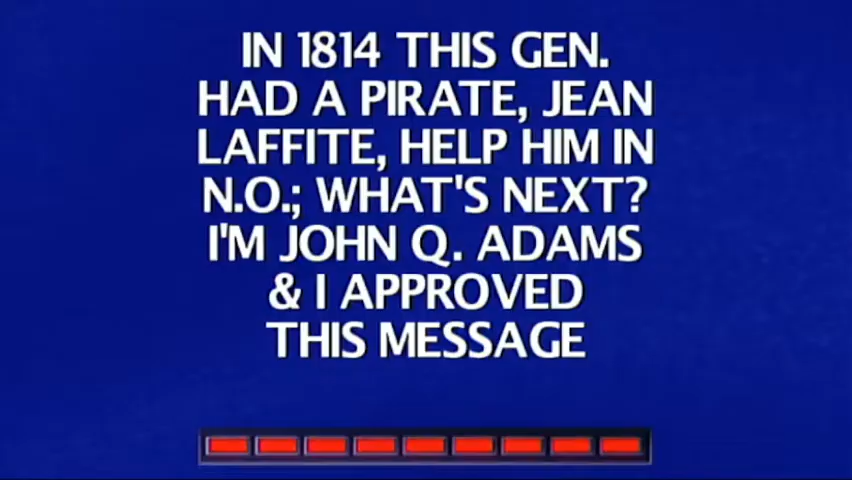 IN 1814 THIS GEN.
HAD A PIRATE, JEAN
LAFFITE, HELP HIM IN
N.O.; WHAT'S NEXT?
I'M JOHN Q. ADAMS
& I APPROVED
THIS MESSAGE